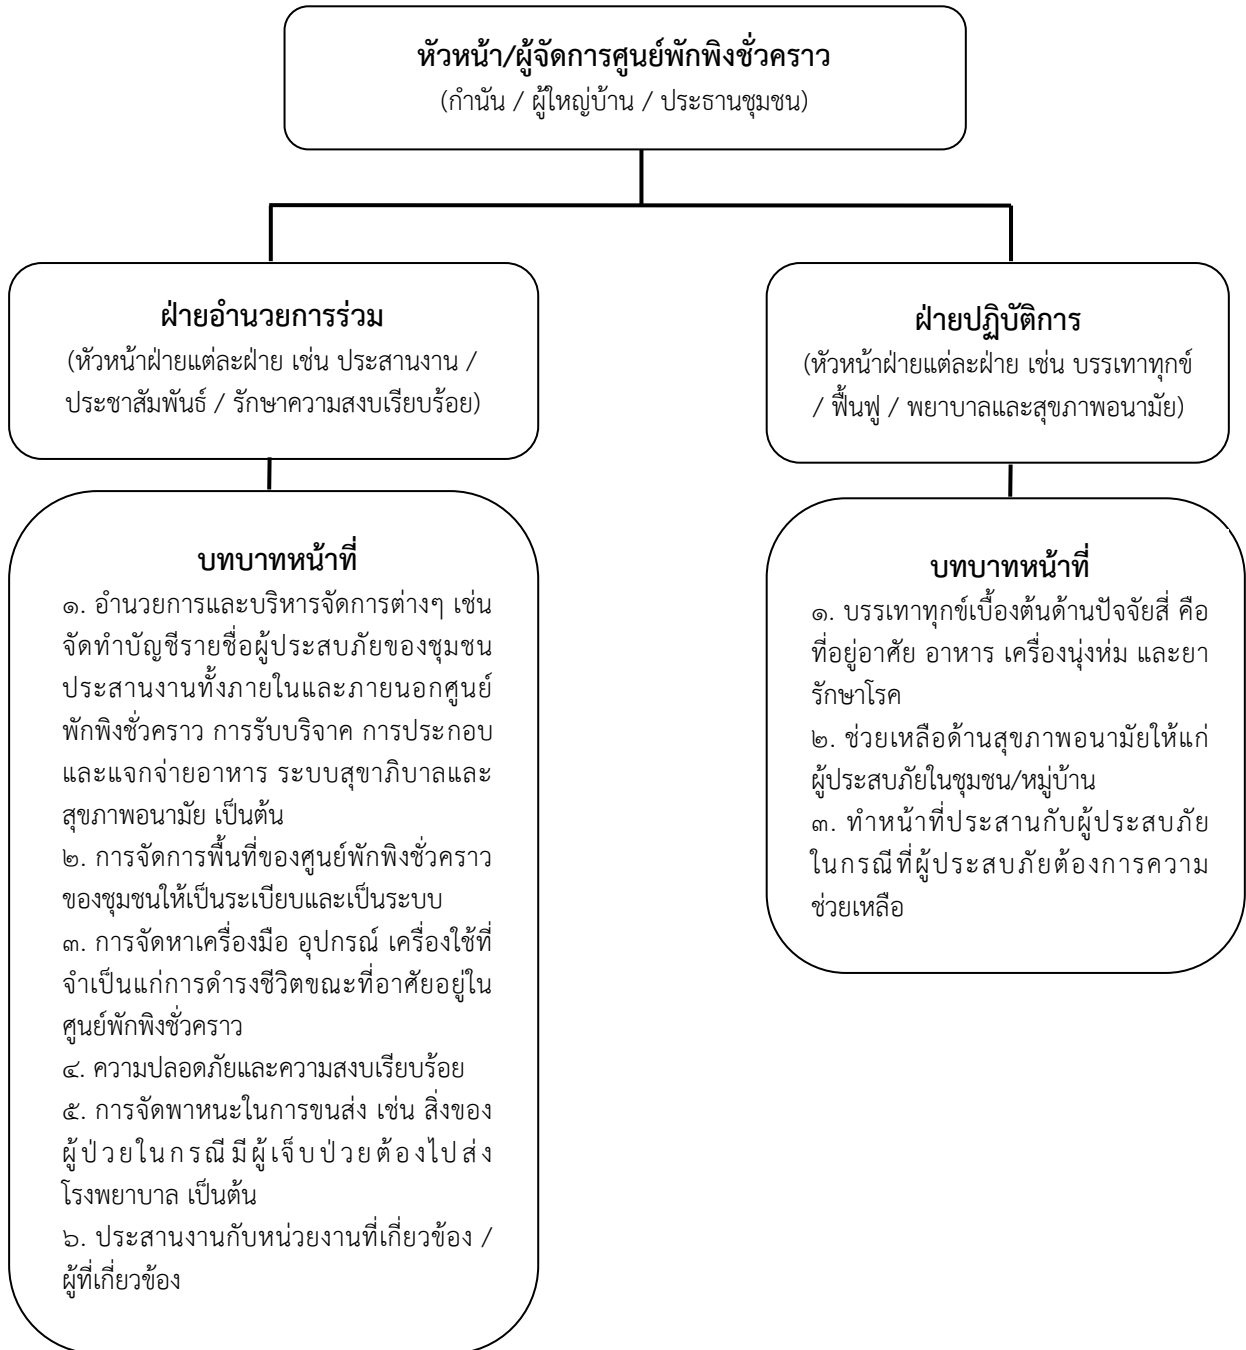 หัวหน้า/ผู้จัดการศูนย์พักพิงชั่วคราว
(กำนัน / ผู้ใหญ่บ้าน / ประธานชุมชน)
ฝ่ายอำนวยการร่วม
(หัวหน้าฝ่ายแต่ละฝ่าย เช่น ประสานงาน /
ประชาสัมพันธ์ / รักษาความสงบเรียบร้อย)
ฝ่ายปฏิบัติการ
(หัวหน้าฝ่ายแต่ละฝ่าย เช่น บรรเทาทุกข์
/ ฟื้นฟู / พยาบาลและสุขภาพอนามัย)
บทบาทหน้าที่
๑. อำนวยการและบริหารจัดการต่างๆ เช่น
จัดทำบัญชีรายชื่อผู้ประสบภัยของชุมชน
ประสานงานทั้งภายในและภายนอกศูนย์
พักพิงชั่วคราว การรับบริจาค การประกอบ
และแจกจ่ายอาหาร ระบบสุขาภิบาลและ
สุขภาพอนามัย เป็นต้น
๒. การจัดการพื้นที่ของศูนย์พักพิงชั่วคราว
ของชุมชนให้เป็นระเบียบและเป็นระบบ
๓. การจัดหาเครื่องมือ อุปกรณ์ เครื่องใช้ที่
จำเป็นแก่การดำรงชีวิตขณะที่อาศัยอยู่ใน
ศูนย์พักพิงชั่วคราว
๔. ความปลอดภัยและความสงบเรียบร้อย
๕. การจัดพาหนะในการขนส่ง เช่น สิ่งของ
ผู้ป่วยในกรณีมีผู้เจ็บป่วยต้องไปส่ง
โรงพยาบาล เป็นต้น
๖. ประสานงานกับหน่วยงานที่เกี่ยวข้อง /
ผู้ที่เกี่ยวข้อง
บทบาทหน้าที่
๑. บรรเทาทุกข์เบื้องต้นด้านปัจจัยสี่ คือ
ที่อยู่อาศัย อาหาร เครื่องนุ่งห่ม และยา
รักษาโรค
๒. ช่วยเหลือด้านสุขภาพอนามัยให้แก่
ผู้ประสบภัยในชุมชน/หมู่บ้าน
๓. ทำหน้าที่ประสานกับผู้ประสบภัย
ในกรณีที่ผู้ประสบภัยต้องการความ
ช่วยเหลือ